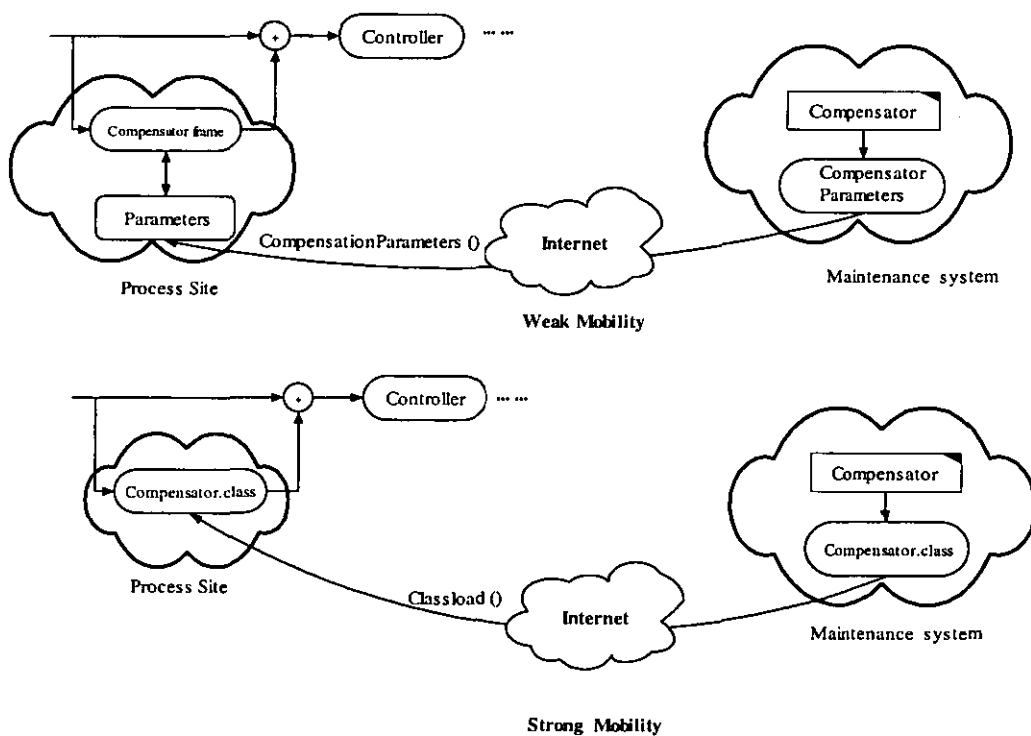 Controller ... ...
Compensator frame
Parameters
Process Site
CompensationParameters ()
Internet
Compensator
Compensator
Parameters
Maintenance system
Weak Mobility
Controller ... ...
Compensator.class
Process Site
Classload ()
Internet
Compensator
Compensator.class
Maintenance system
Strong Mobility